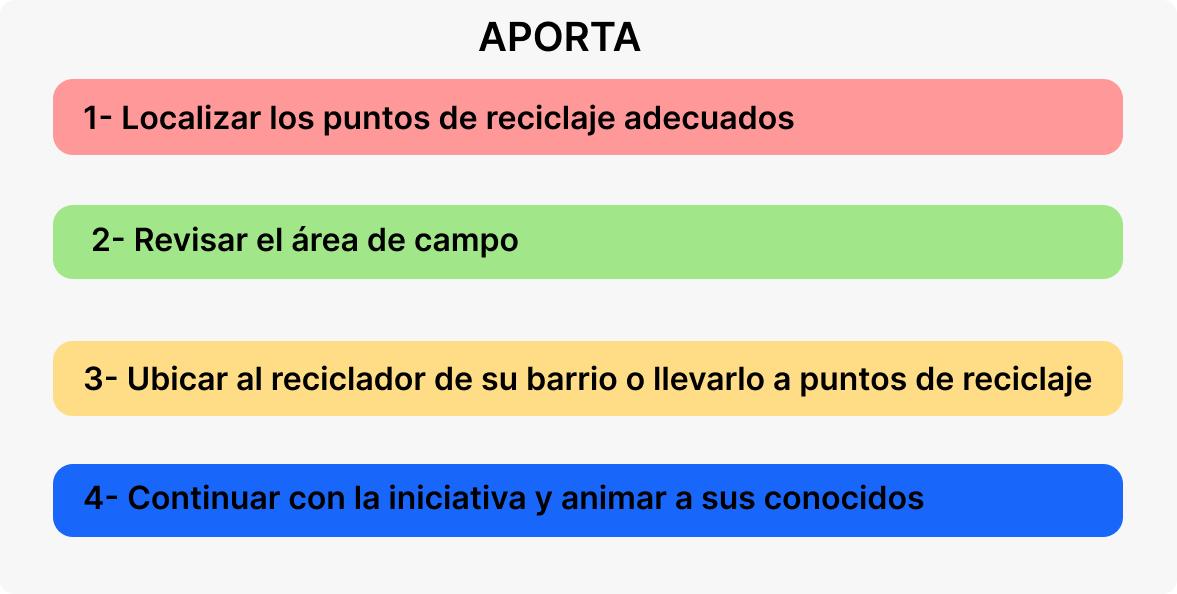 APORTA
1- Localizar los puntos de reciclaje adecuados
2- Revisar el área de campo
3- Ubicar al reciclador de su barrio o llevarlo a puntos de reciclaje
4- Continuar con la iniciativa y animar a sus conocidos